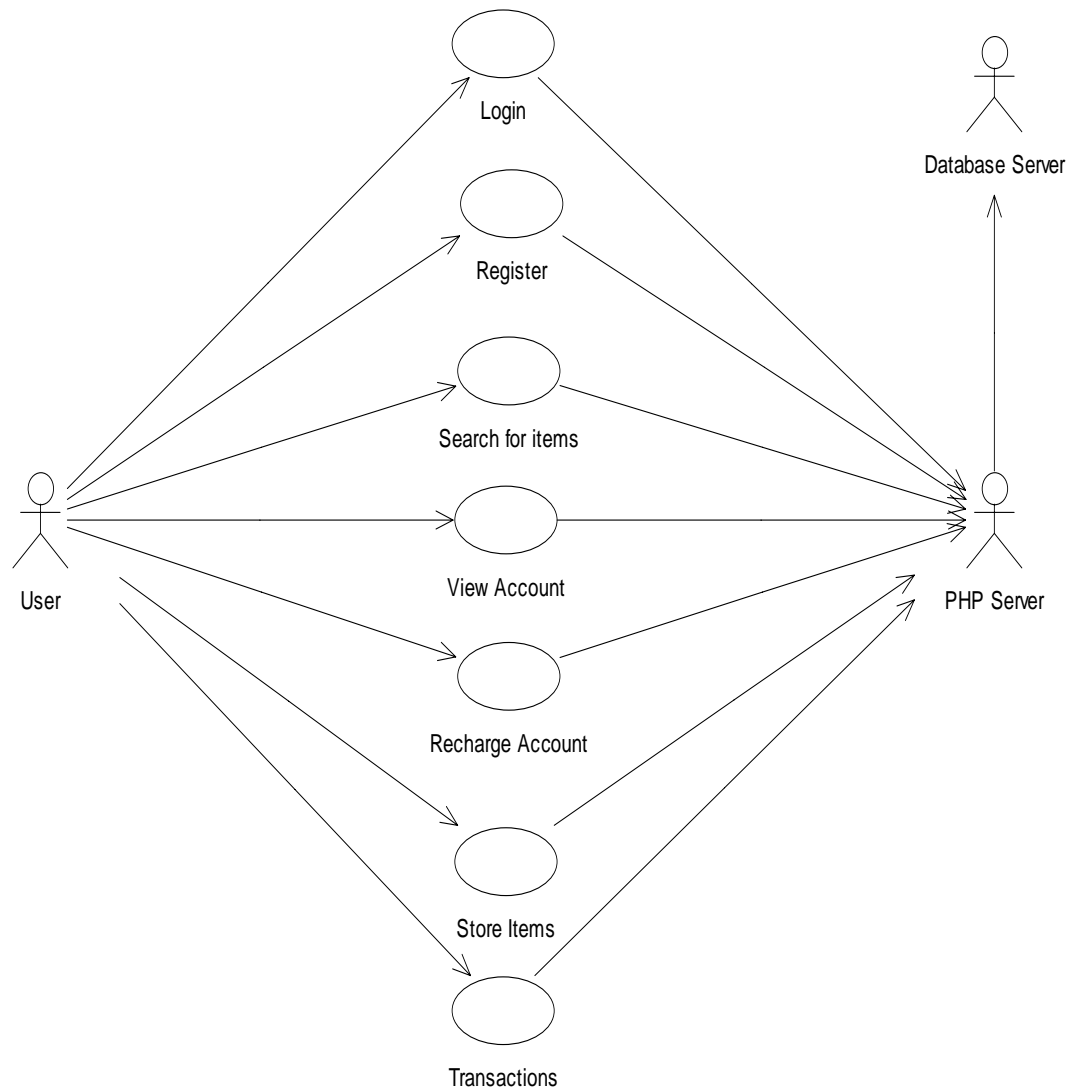 Login
Database Server
Register
Search for items
View Account
User
PHP Server
Recharge Account
Store Items
Transactions